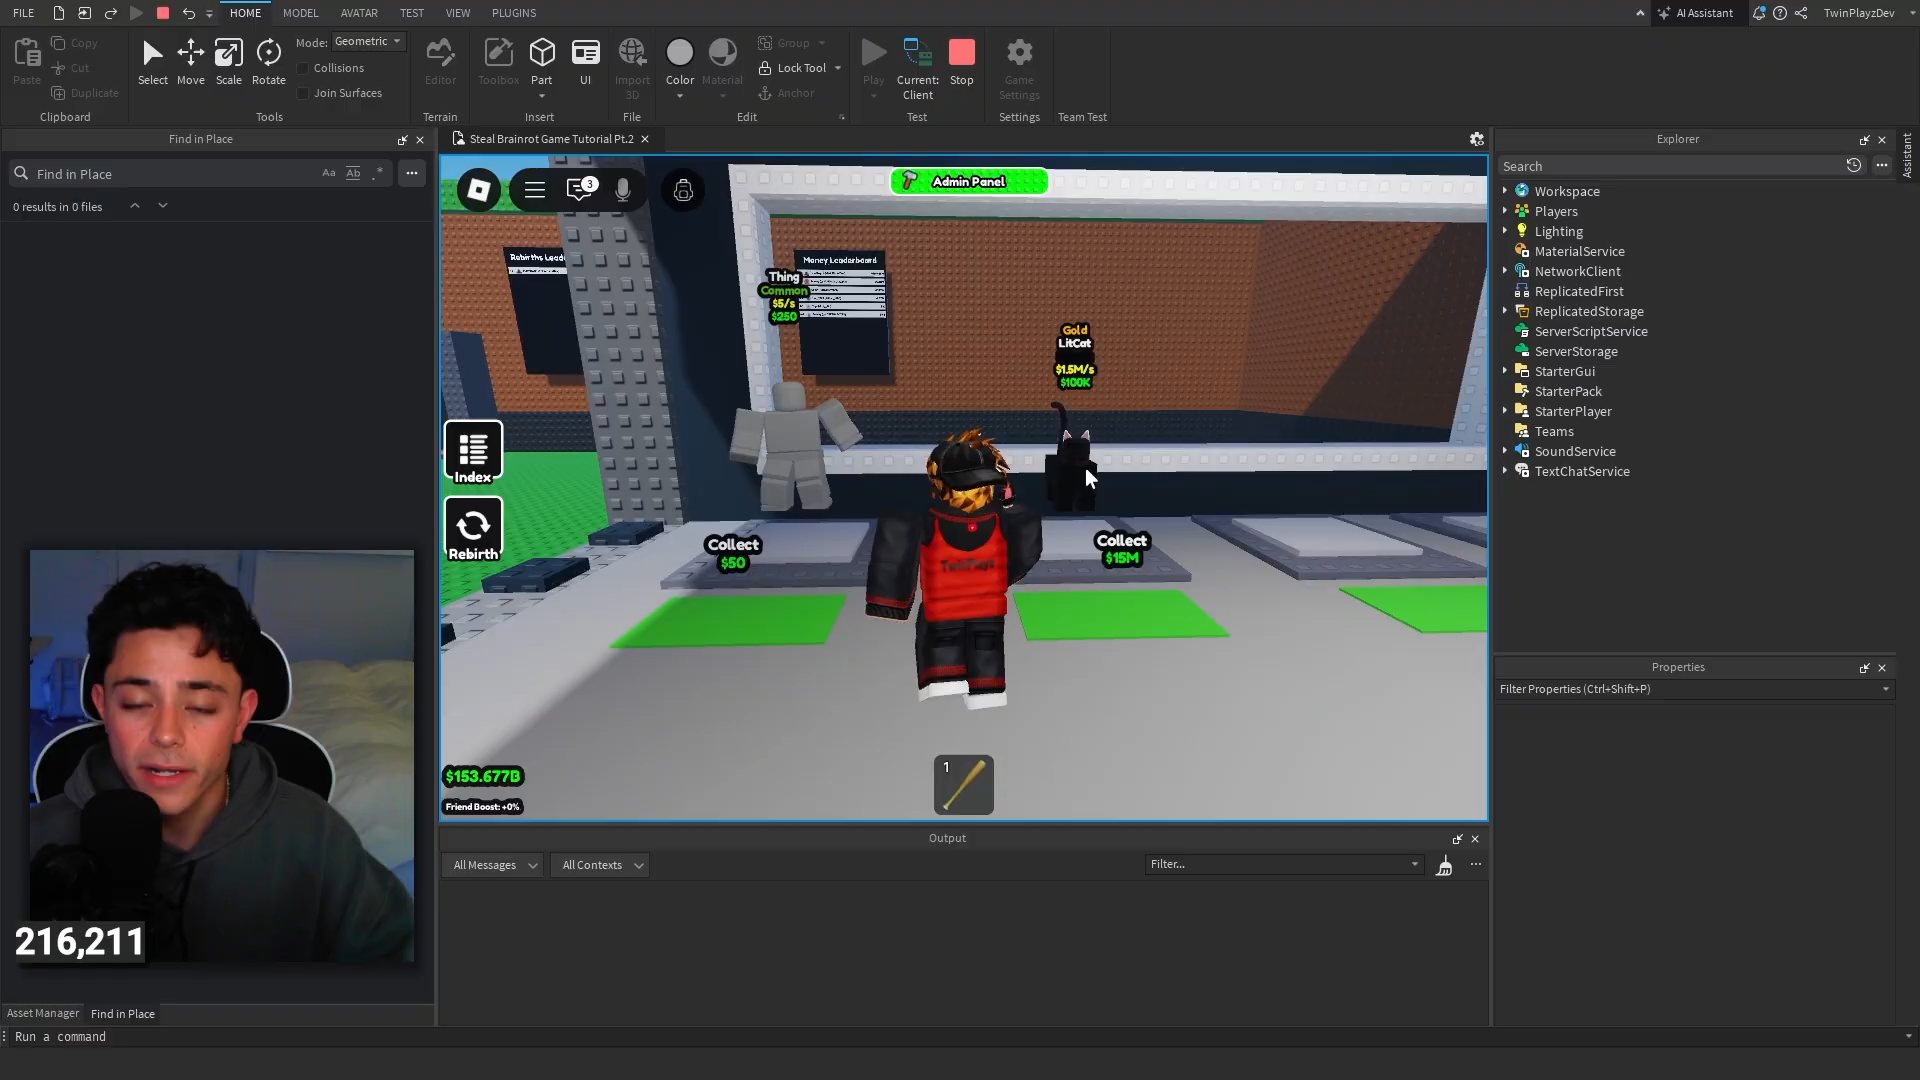 FILE HOME MODEL AVATAR TEST VIEW PLUGINS AI Assistant TwinPlayzDev
Paste Copy Cut Duplicate
Clipboard
Select Move Scale Rotate
Mode: Geometric
Collisions
Join Surfaces
Tools
Editor
Terrain
Toolbox Part UI
Insert
Import 3D
File
Color Material
Group
Lock Tool
Anchor
Edit
Play Current: Client Stop
Test
Game Settings
Settings
Team Test
Find in Place
Find in Place
Aa Ab .*
0 results in 0 files
Steal Brainrot Game Tutorial Pt.2
3
Admin Panel
Money Leaderboard
Thing
Common
$5/s
$250
Gold
LitCat
$1.5M/s
$100K
Index
Rebirth
Collect
$50
Collect
$15M
TwinPlayz
1
$153.677B
Friend Boost: +0%
Output
All Messages All Contexts Filter...
Explorer
Search
Workspace
Players
Lighting
MaterialService
NetworkClient
ReplicatedFirst
ReplicatedStorage
ServerScriptService
ServerStorage
StarterGui
StarterPack
StarterPlayer
Teams
SoundService
TextChatService
Assistant
Properties
Filter Properties (Ctrl+Shift+P)
216,211
Asset Manager Find in Place
Run a command